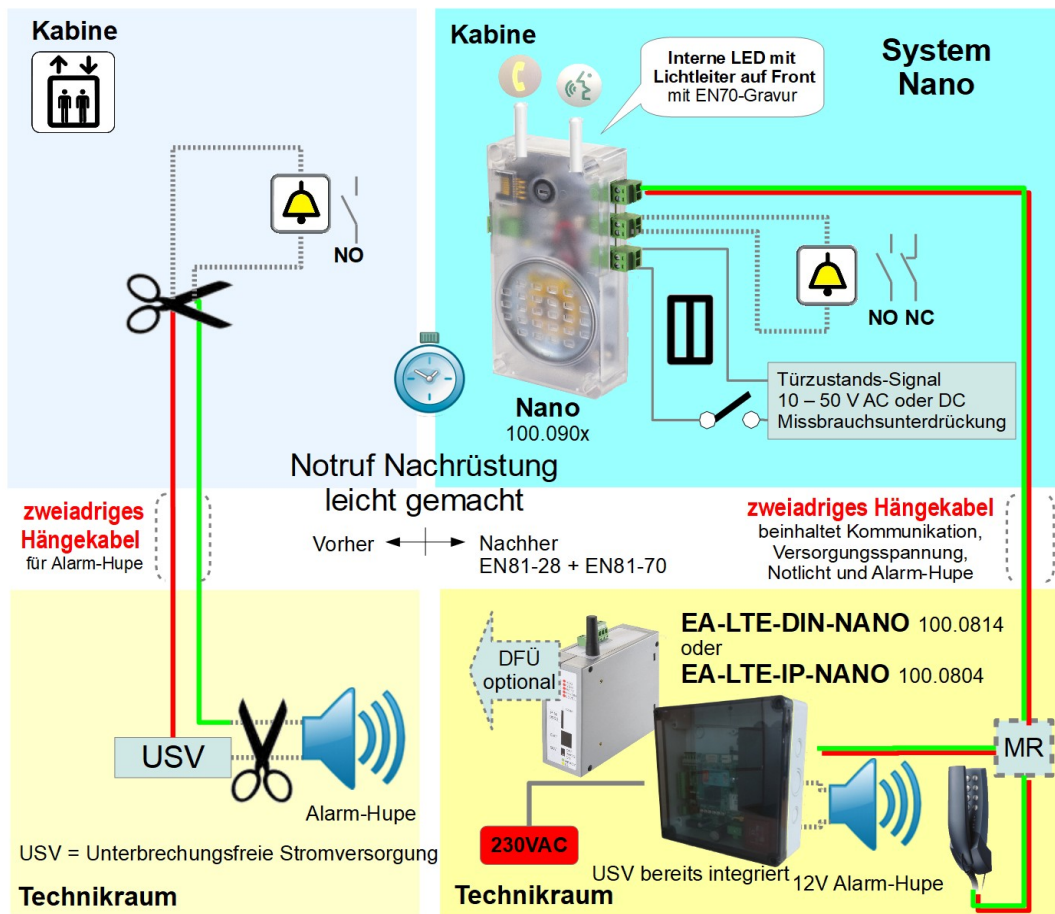 Kabine
NO
Kabine
Interne LED mit
Lichtleiter auf Front
mit EN70-Gravur
System
Nano
NO NC
Nano
100.090x
Türzustands-Signal
10 – 50 V AC oder DC
Missbrauchsunterdrückung
Notruf Nachrüstung
leicht gemacht
Vorher
Nachher
EN81-28 + EN81-70
zweiadriges
Hängekabel
für Alarm-Hupe
zweiadriges Hängekabel
beinhaltet Kommunikation,
Versorgungsspannung,
Notlicht und Alarm-Hupe
USV
Alarm-Hupe
USV = Unterbrechungsfreie Stromversorgung
Technikraum
DFÜ
optional
EA-LTE-DIN-NANO 100.0814
oder
EA-LTE-IP-NANO 100.0804
MR
230VAC
USV bereits integriert
12V Alarm-Hupe
Technikraum